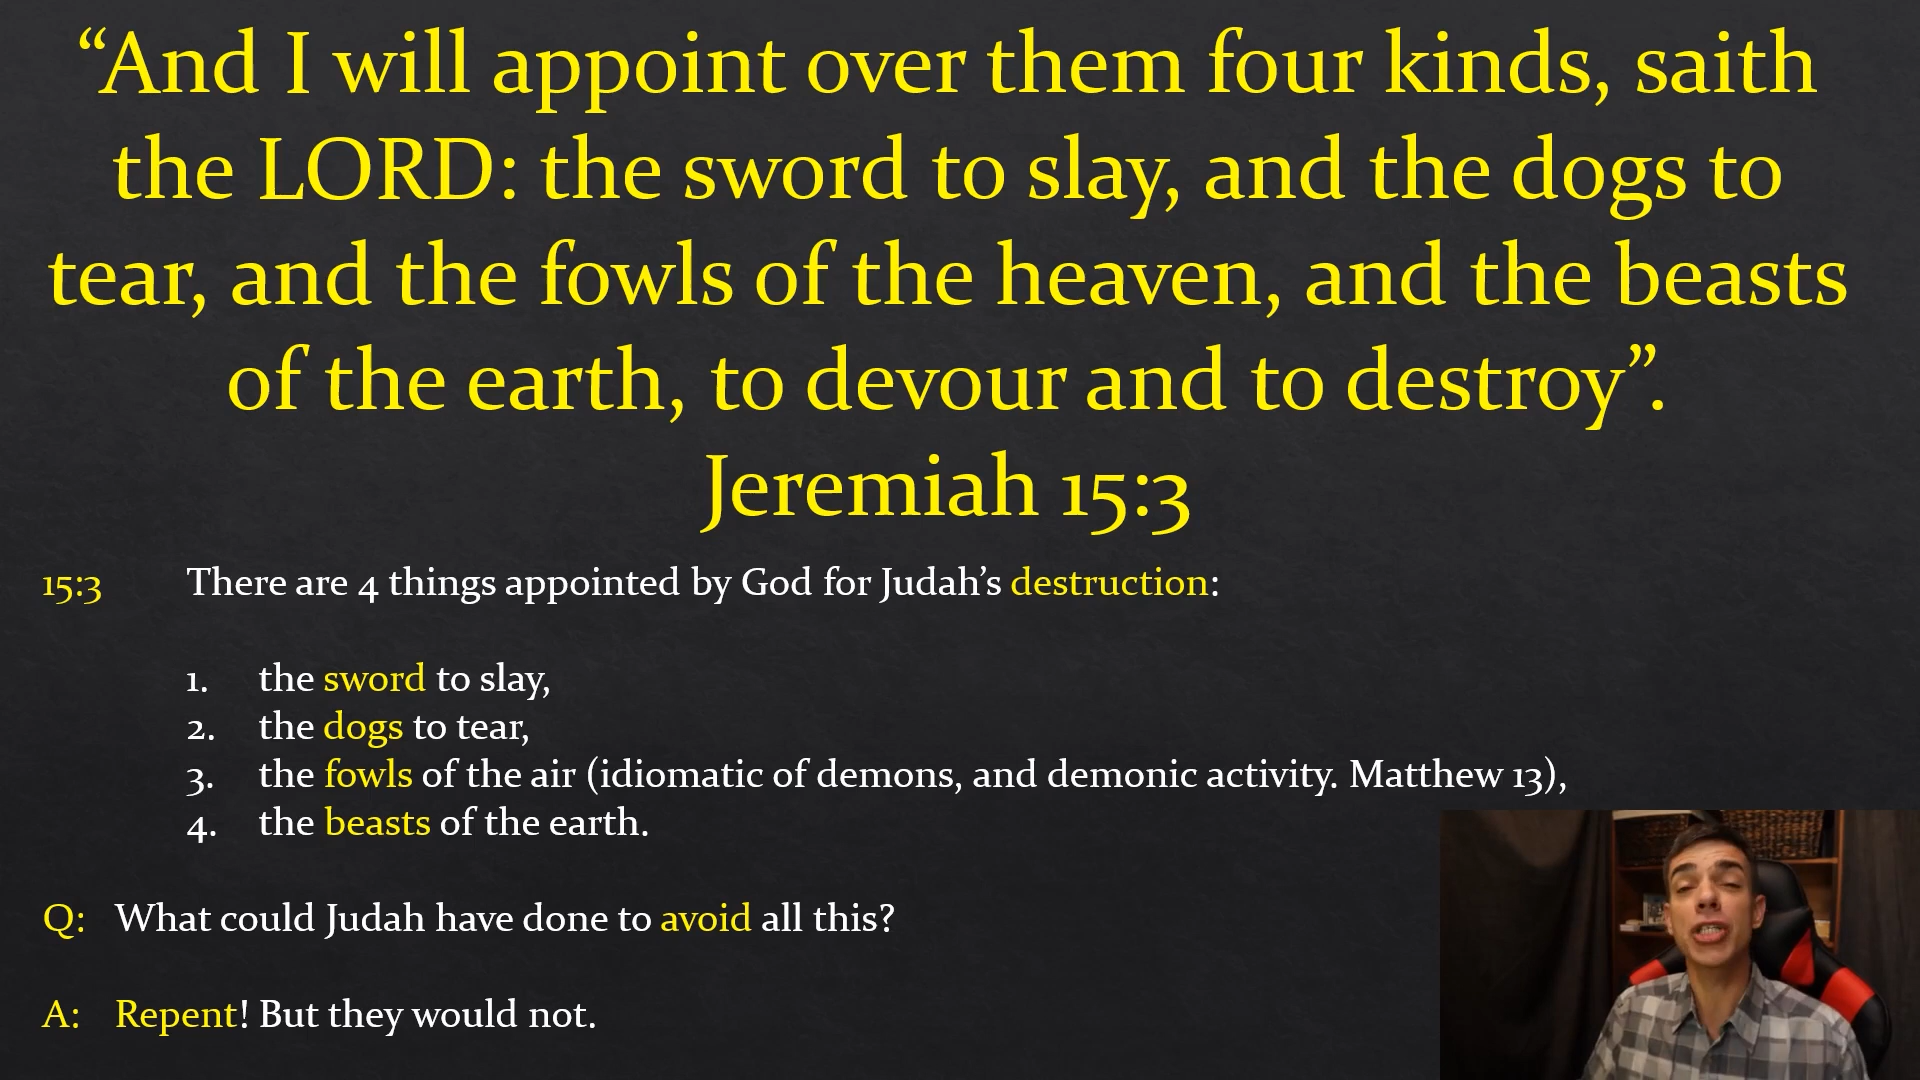 “And I will appoint over them four kinds, saith
the LORD: the sword to slay, and the dogs to
tear, and the fowls of the heaven, and the beasts
of the earth, to devour and to destroy”.
Jeremiah 15:3
15:3 There are 4 things appointed by God for Judah’s destruction:
1. the sword to slay,
2. the dogs to tear,
3. the fowls of the air (idiomatic of demons, and demonic activity. Matthew 13),
4. the beasts of the earth.
Q: What could Judah have done to avoid all this?
A: Repent! But they would not.